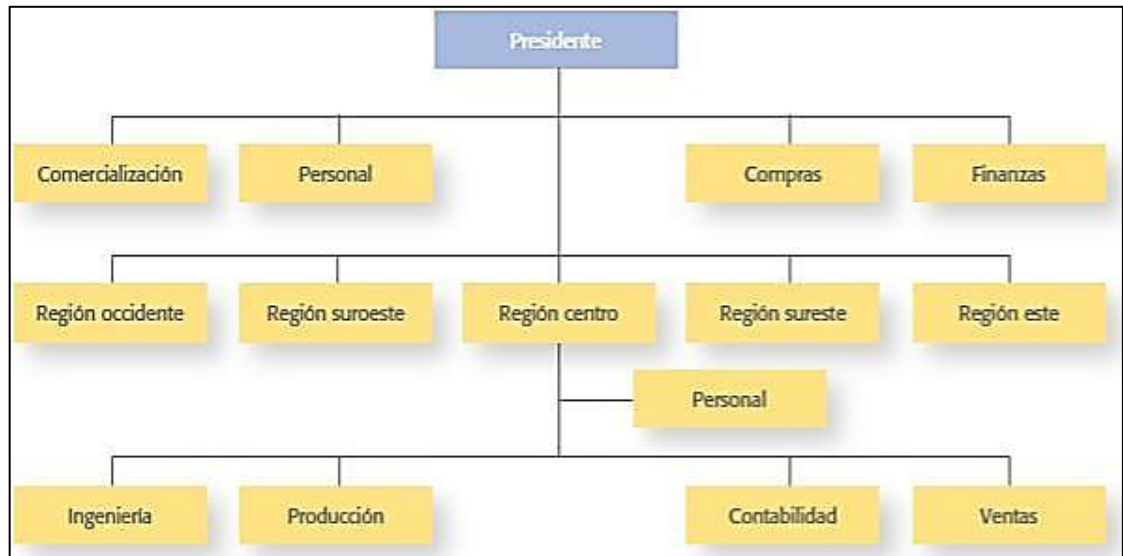 Presidente
Comercialización
Personal
Compras
Finanzas
Región occidente
Región suroeste
Región centro
Región sureste
Región este
Personal
Ingeniería
Producción
Contabilidad
Ventas